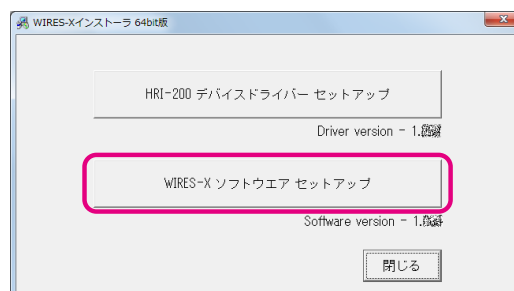 WIRES-Xインストーラ 64bit版
HRI-200 デバイスドライバー セットアップ
Driver version - 1.
WIRES-X ソフトウエア セットアップ
Software version - 1.
閉じる